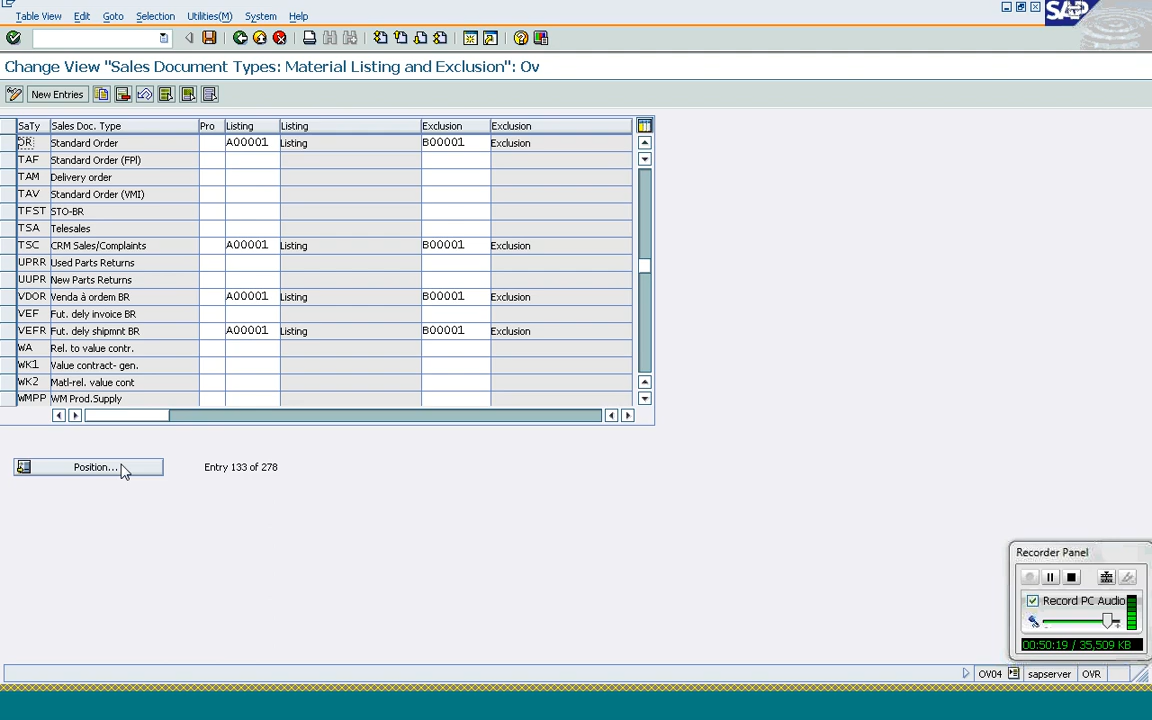 Table View Edit Goto Selection Utilities(M) System Help
SAP
Change View "Sales Document Types: Material Listing and Exclusion": Ov
New Entries
SaTy Sales Doc. Type Pro Listing Listing Exclusion Exclusion
OR Standard Order A00001 Listing B00001 Exclusion
TAF Standard Order (FPl)
TAM Delivery order
TAV Standard Order (VMI)
TFST STO-BR
TSA Telesales
TSC CRM Sales/Complaints A00001 Listing B00001 Exclusion
UPRR Used Parts Returns
UUPR New Parts Returns
VDOR Venda à ordem BR A00001 Listing B00001 Exclusion
VEF Fut. dely invoice BR
VEFR Fut. dely shipmnt BR A00001 Listing B00001 Exclusion
WA Rel. to value contr.
WK1 Value contract- gen.
WK2 Matl-rel. value cont
WMPP WM Prod.Supply
Position... Entry 133 of 278
Recorder Panel
Record PC Audio
00:50:19 / 35,509 KB
OV04 sapserver OVR